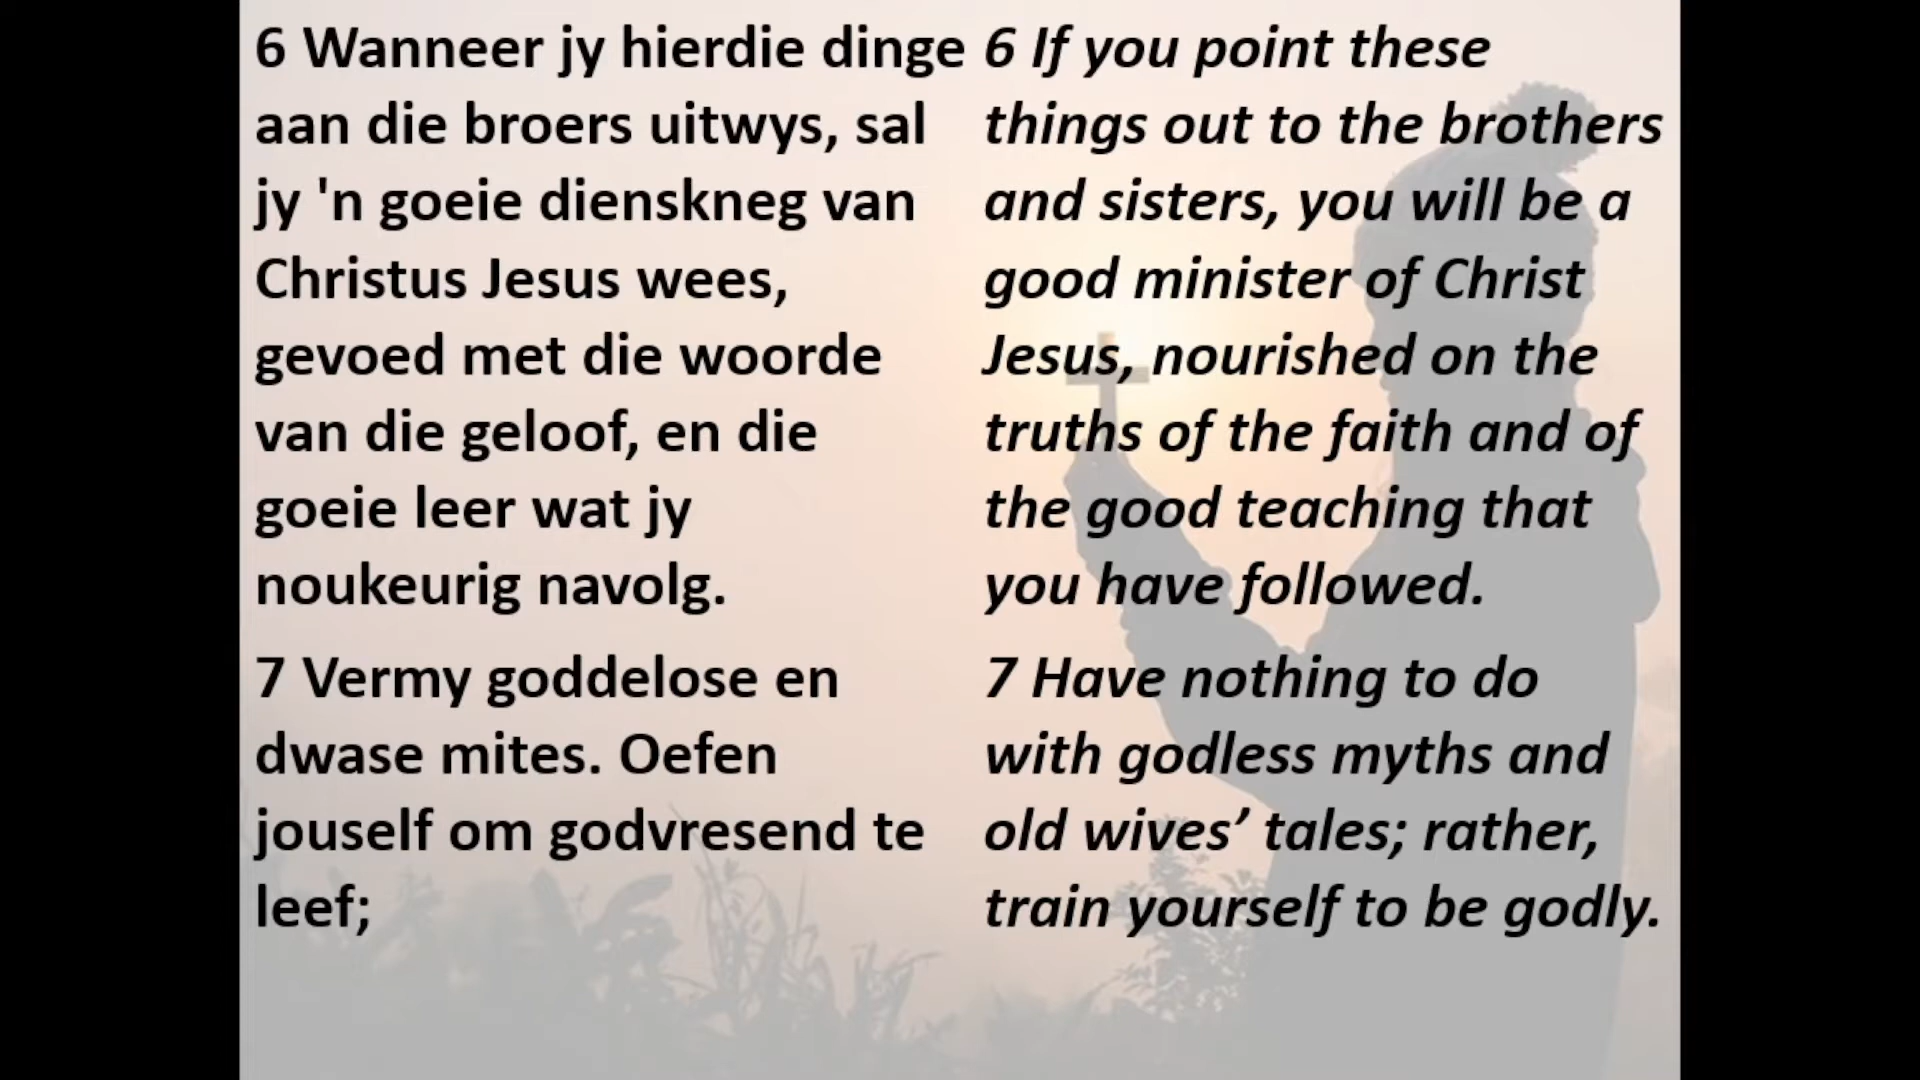 6 Wanneer jy hierdie dinge
aan die broers uitwys, sal
jy 'n goeie dienskneg van
Christus Jesus wees,
gevoed met die woorde
van die geloof, en die
goeie leer wat jy
noukeurig navolg.
7 Vermy goddelose en
dwase mites. Oefen
jouself om godvresend te
leef;
6 If you point these
things out to the brothers
and sisters, you will be a
good minister of Christ
Jesus, nourished on the
truths of the faith and of
the good teaching that
you have followed.
7 Have nothing to do
with godless myths and
old wives’ tales; rather,
train yourself to be godly.